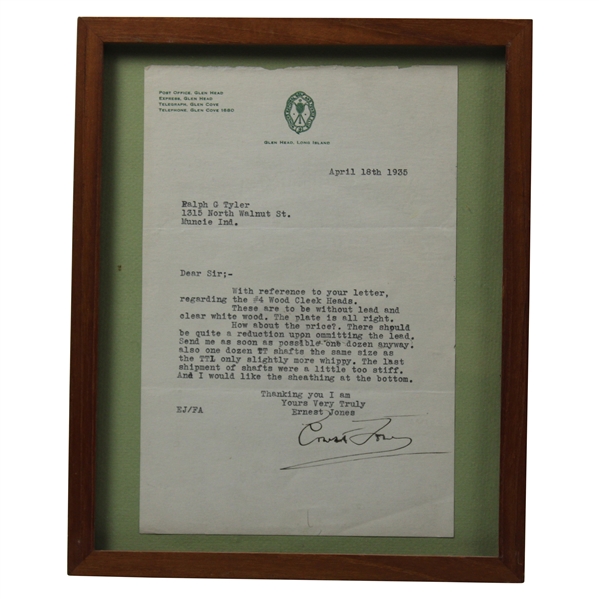 Post Office, Glen Head
Express, Glen Head
Telegraph, Glen Cove
Telephone, Glen Cove 1980
Glen Head, Long Island
April 18th 1935
Ralph G Tyler
1315 North Walnut St.
Muncie Ind.
Dear Sir;-
With reference to your letter,
regarding the #4 Wood Cleek Heads.
These are to be without lead and
clear white wood. The plate is all right.
How about the price?. There should
be quite a reduction upon ommitting the lead.
Send me as soon as possible one dozen anyway.
also one dozen TT shafts the same size as
the TTL only slightly more whippy. The last
shipment of shafts were a little too stiff.
And I would like the sheathing at the bottom.
Thanking you I am
Yours Very Truly
EJ/FA Ernest Jones
Ernest Jones